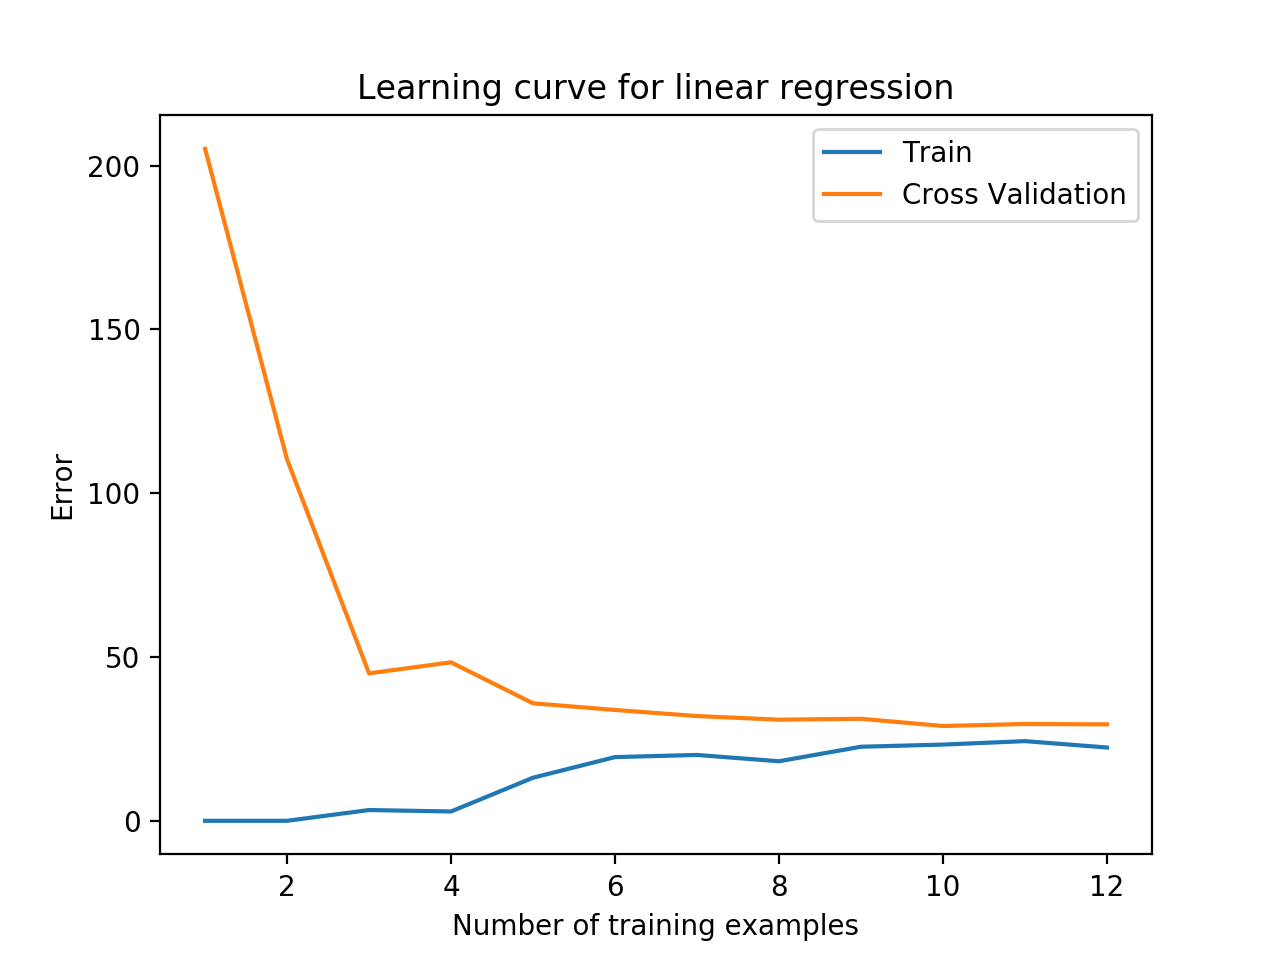 Learning curve for linear regression
Train
Cross Validation
200
150
100
50
0
Error
2 4 6 8 10 12
Number of training examples